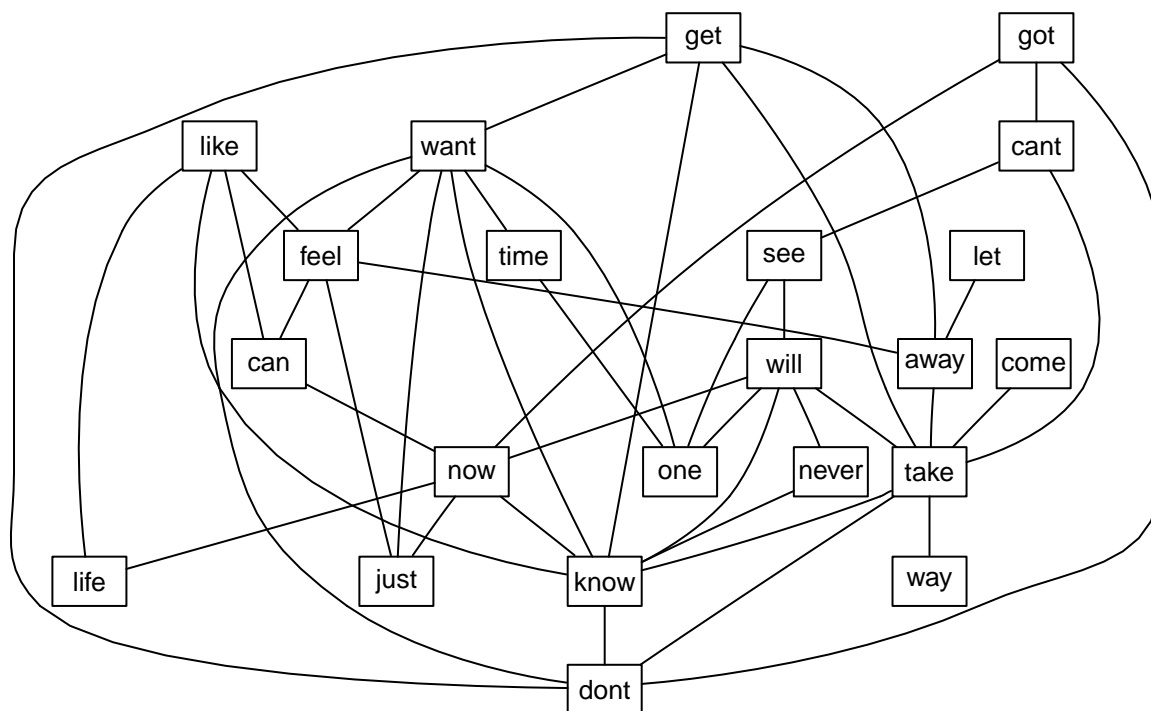 get got
like want cant
feel time see let
can will away come
now one never take
life just know way
dont